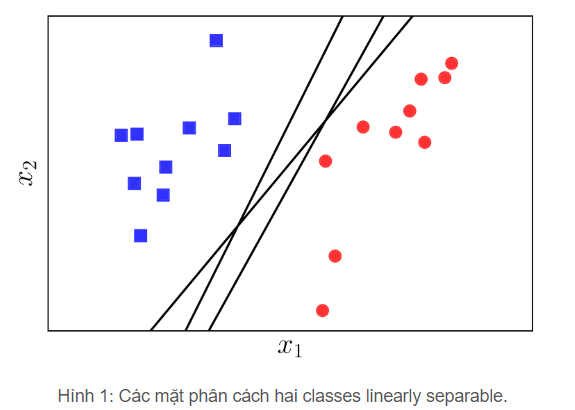 x₂
x₁
Hình 1: Các mặt phân cách hai classes linearly separable.